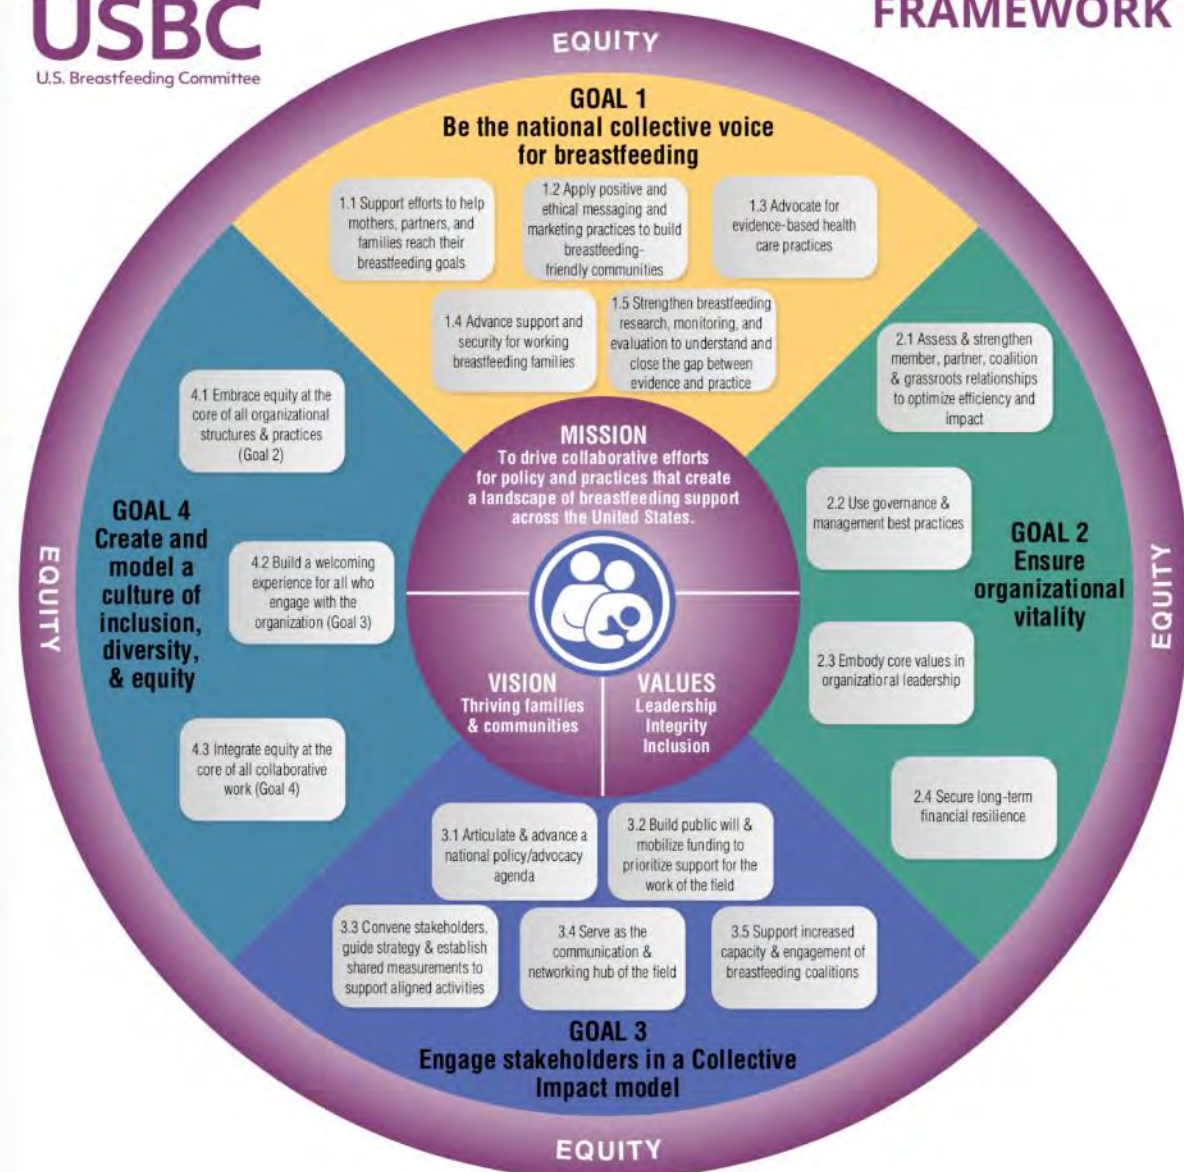 USBC
U.S. Breastfeeding Committee
FRAMEWORK
EQUITY
GOAL 1
Be the national collective voice
for breastfeeding
1.1 Support efforts to help
mothers, partners, and
families reach their
breastfeeding goals
1.2 Apply positive and
ethical messaging and
marketing practices to build
breastfeeding-
friendly communities
1.3 Advocate for
evidence-based health
care practices
1.4 Advance support and
security for working
breastfeeding families
1.5 Strengthen breastfeeding
research, monitoring, and
evaluation to understand and
close the gap between
evidence and practice
EQUITY
GOAL 2
Ensure
organizational
vitality
2.1 Assess & strengthen
member, partner, coalition
& grassroots relationships
to optimize efficiency and
impact
2.2 Use governance &
management best practices
2.3 Embody core values in
organizational leadership
2.4 Secure long-term
financial resilience
MISSION
To drive collaborative efforts
for policy and practices that create
a landscape of breastfeeding support
across the United States.
VISION
Thriving families
& communities
VALUES
Leadership
Integrity
Inclusion
3.1 Articulate & advance a
national policy/advocacy
agenda
3.2 Build public will &
mobilize funding to
prioritize support for the
work of the field
3.3 Convene stakeholders,
guide strategy & establish
shared measurements to
support aligned activities
3.4 Serve as the
communication &
networking hub of the field
3.5 Support increased
capacity & engagement of
breastfeeding coalitions
GOAL 3
Engage stakeholders in a Collective
Impact model
EQUITY
EQUITY
GOAL 4
Create and
model a
culture of
inclusion,
diversity,
& equity
4.1 Embrace equity at the
core of all organizational
structures & practices
(Goal 2)
4.2 Build a welcoming
experience for all who
engage with the
organization (Goal 3)
4.3 Integrate equity at the
core of all collaborative
work (Goal 4)